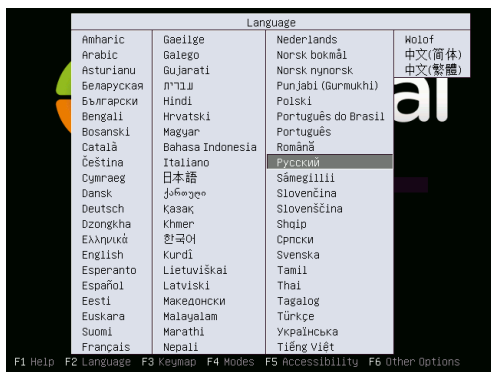 Language
Amharic
Arabic
Asturianu
Беларуская
Български
Bengali
Bosanski
Català
Čeština
Cymraeg
Dansk
Deutsch
Dzongkha
Ελληνικά
English
Esperanto
Español
Eesti
Euskara
Suomi
Français
Gaeilge
Galego
Gujarati
עברית
Hindi
Hrvatski
Magyar
Bahasa Indonesia
Italiano
日本語
ქართული
Қазақ
Khmer
한국어
Kurdî
Lietuviškai
Latviski
Македонски
Malayalam
Marathi
Nepali
Nederlands
Norsk bokmål
Norsk nynorsk
Punjabi (Gurmukhi)
Polski
Português do Brasil
Português
Română
Русский
Sámegillii
Slovenčina
Slovenščina
Shqip
Српски
Svenska
Tamil
Thai
Tagalog
Türkçe
Українська
Tiếng Việt
Wolof
中文(简体)
中文(繁體)
al
F1 Help F2 Language F3 Keymap F4 Modes F5 Accessibility F6 Other Options